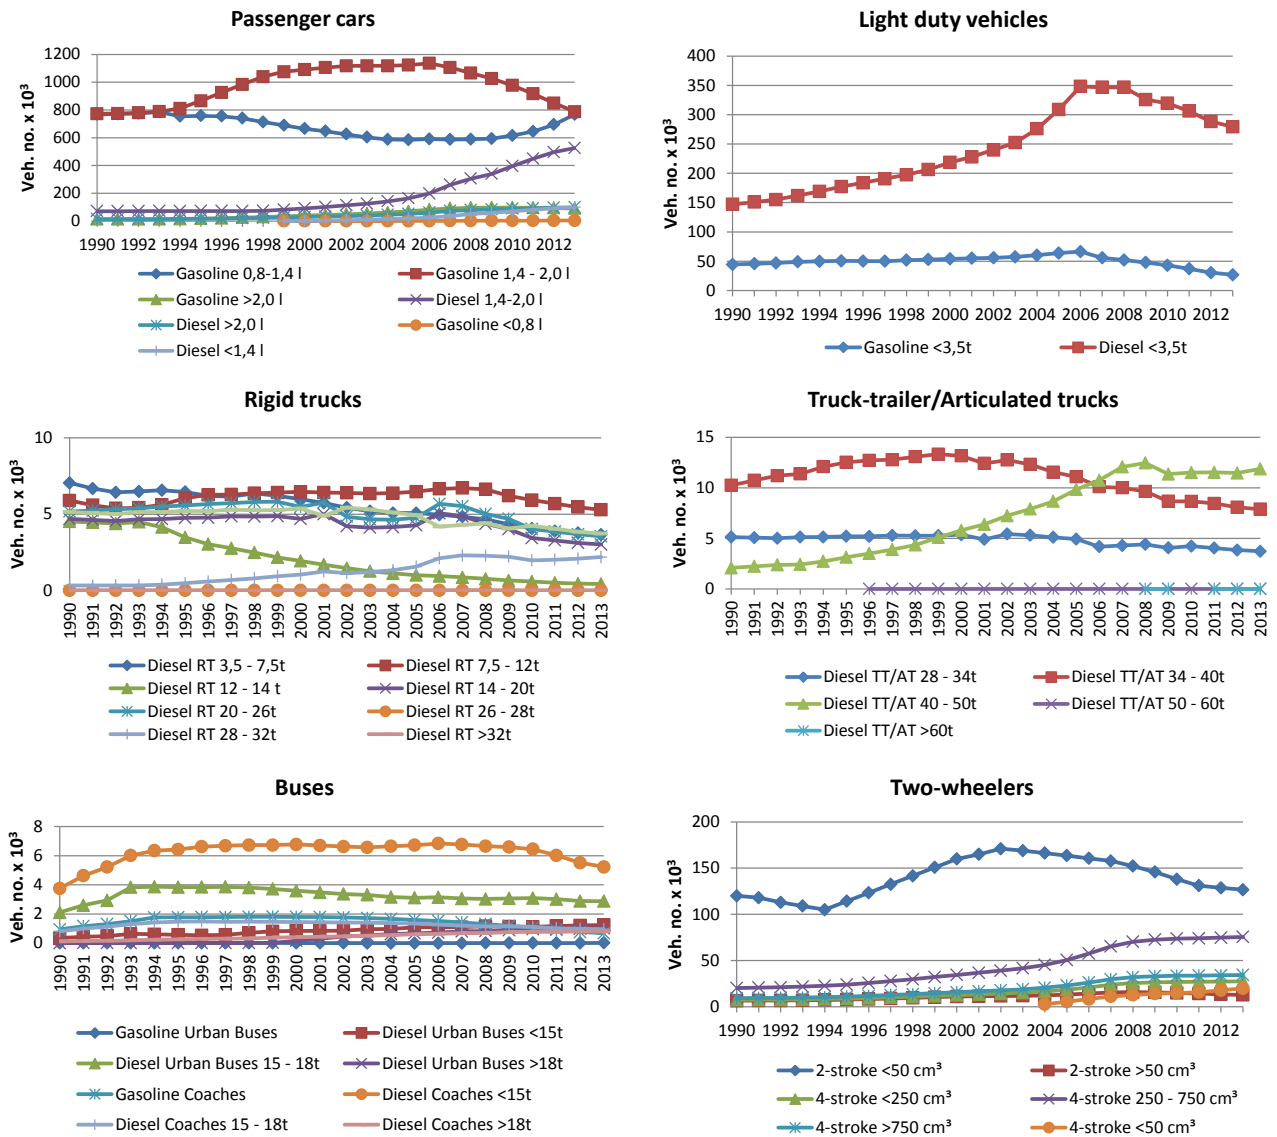 Passenger cars
Veh. no. x 10³
1200
1000
800
600
400
200
0
1990 1992 1994 1996 1998 2000 2002 2004 2006 2008 2010 2012
Gasoline 0,8-1,4 l
Gasoline 1,4 - 2,0 l
Gasoline >2,0 l
Diesel 1,4-2,0 l
Diesel >2,0 l
Gasoline <0,8 l
Diesel <1,4 l
Light duty vehicles
Veh. no. x 10³
400
350
300
250
200
150
100
50
0
1990 1992 1994 1996 1998 2000 2002 2004 2006 2008 2010 2012
Gasoline <3,5t
Diesel <3,5t
Rigid trucks
Veh. no. x 10³
10
5
0
1990 1991 1992 1993 1994 1995 1996 1997 1998 1999 2000 2001 2002 2003 2004 2005 2006 2007 2008 2009 2010 2011 2012 2013
Diesel RT 3,5 - 7,5t
Diesel RT 7,5 - 12t
Diesel RT 12 - 14 t
Diesel RT 14 - 20t
Diesel RT 20 - 26t
Diesel RT 26 - 28t
Diesel RT 28 - 32t
Diesel RT >32t
Truck-trailer/Articulated trucks
Veh. no. x 10³
15
10
5
0
1990 1991 1992 1993 1994 1995 1996 1997 1998 1999 2000 2001 2002 2003 2004 2005 2006 2007 2008 2009 2010 2011 2012 2013
Diesel TT/AT 28 - 34t
Diesel TT/AT 34 - 40t
Diesel TT/AT 40 - 50t
Diesel TT/AT 50 - 60t
Diesel TT/AT >60t
Buses
Veh. no. x 10³
8
6
4
2
0
1990 1991 1992 1993 1994 1995 1996 1997 1998 1999 2000 2001 2002 2003 2004 2005 2006 2007 2008 2009 2010 2011 2012 2013
Gasoline Urban Buses
Diesel Urban Buses <15t
Diesel Urban Buses 15 - 18t
Diesel Urban Buses >18t
Gasoline Coaches
Diesel Coaches <15t
Diesel Coaches 15 - 18t
Diesel Coaches >18t
Two-wheelers
Veh. no. x 10³
200
150
100
50
0
1990 1992 1994 1996 1998 2000 2002 2004 2006 2008 2010 2012
2-stroke <50 cm³
2-stroke >50 cm³
4-stroke <250 cm³
4-stroke 250 - 750 cm³
4-stroke >750 cm³
4-stroke <50 cm³